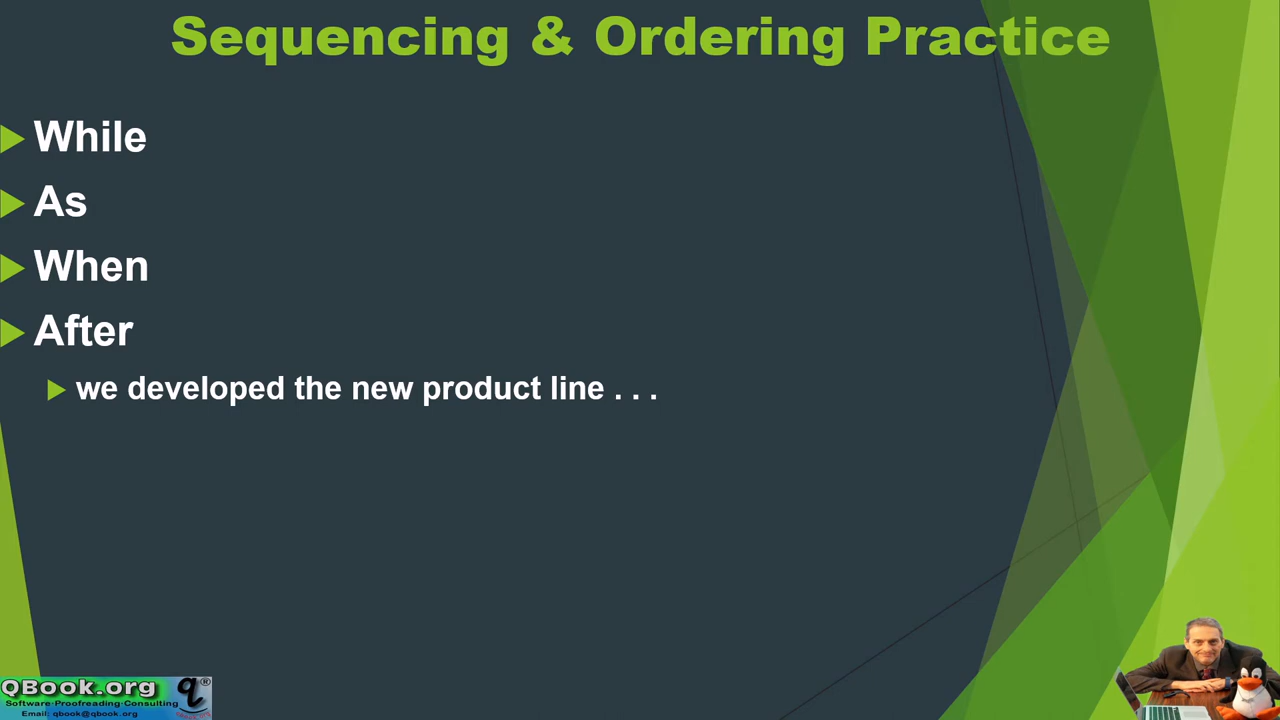 Sequencing & Ordering Practice
While
As
When
After
we developed the new product line . . .
QBook.org
Software·Proofreading·Consulting
Email: qbook@qbook.org
q®